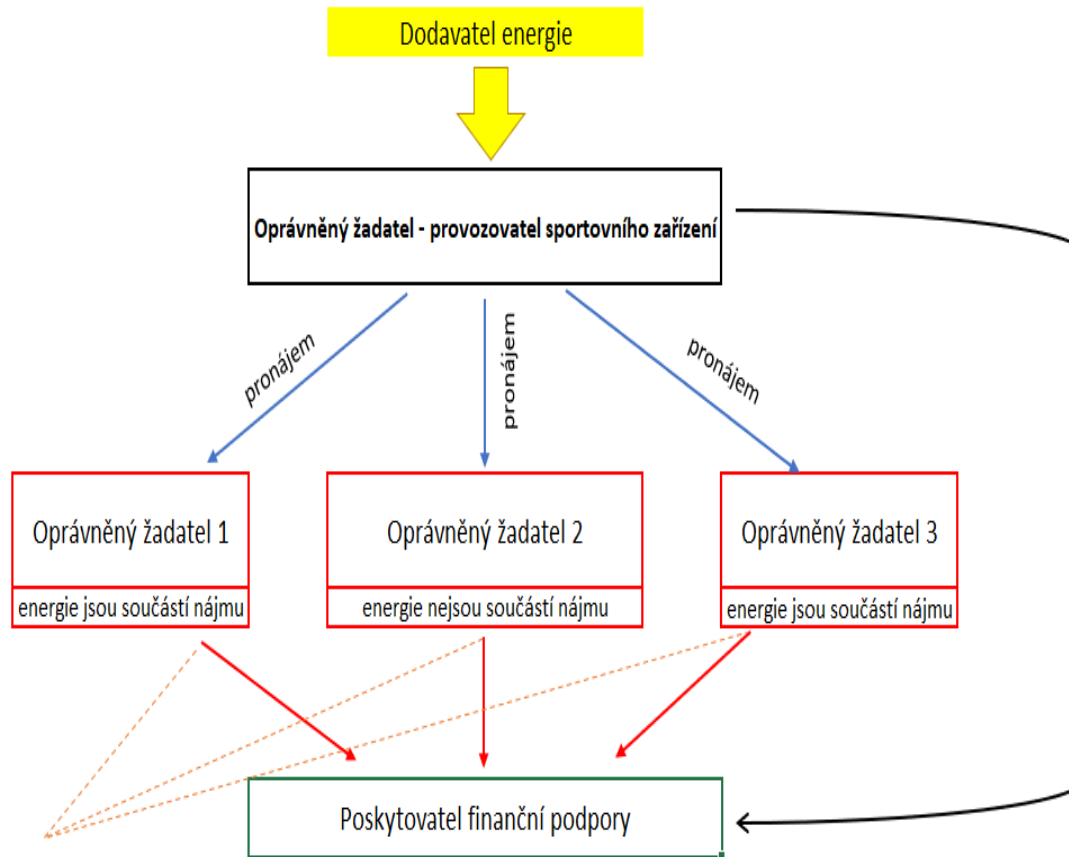 Dodavatel energie
Oprávněný žadatel - provozovatel sportovního zařízení
pronájem
pronájem
pronájem
Oprávněný žadatel 1
energie jsou součástí nájmu
Oprávněný žadatel 2
energie nejsou součástí nájmu
Oprávněný žadatel 3
energie jsou součástí nájmu
Poskytovatel finanční podpory